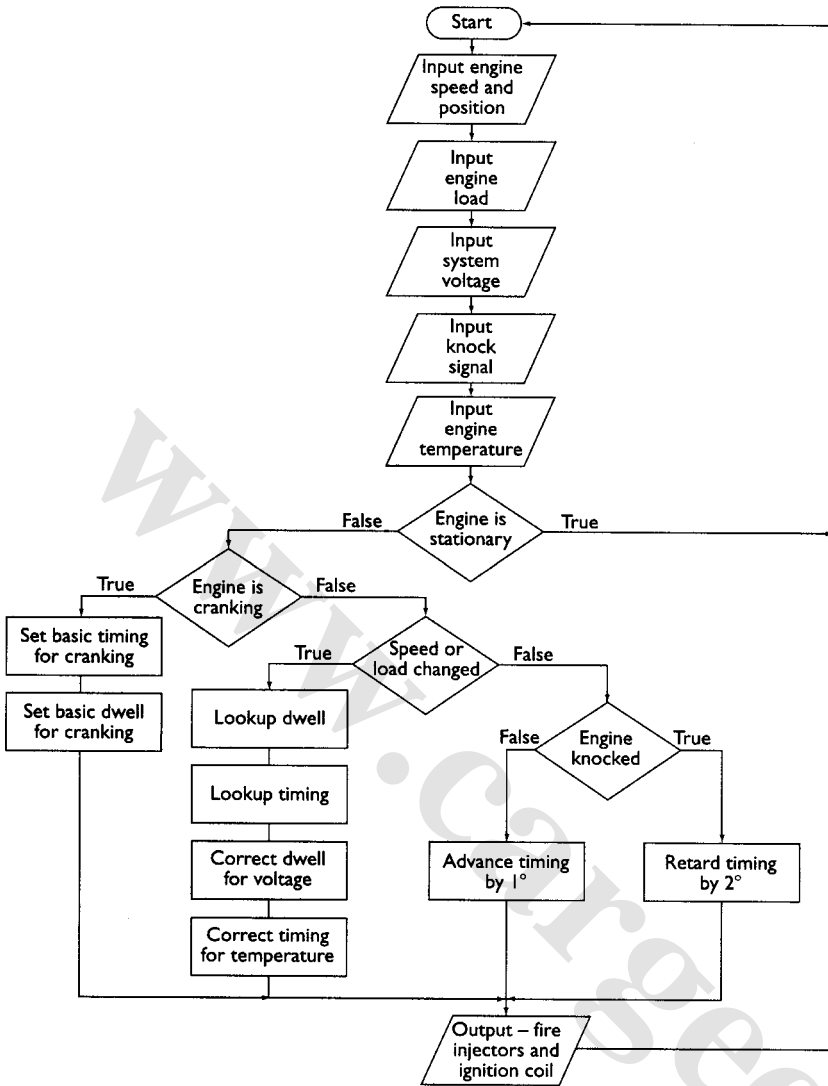 Start
Input engine
speed and
position
Input
engine
load
Input
system
voltage
Input
knock
signal
Input
engine
temperature
Engine is
stationary
False
True
Engine is
cranking
True
False
Set basic timing
for cranking
Set basic dwell
for cranking
Speed or
load changed
True
False
Lookup dwell
Lookup timing
Correct dwell
for voltage
Correct timing
for temperature
Engine
knocked
False
True
Advance timing
by 1°
Retard timing
by 2°
Output – fire
injectors and
ignition coil
www.cargee